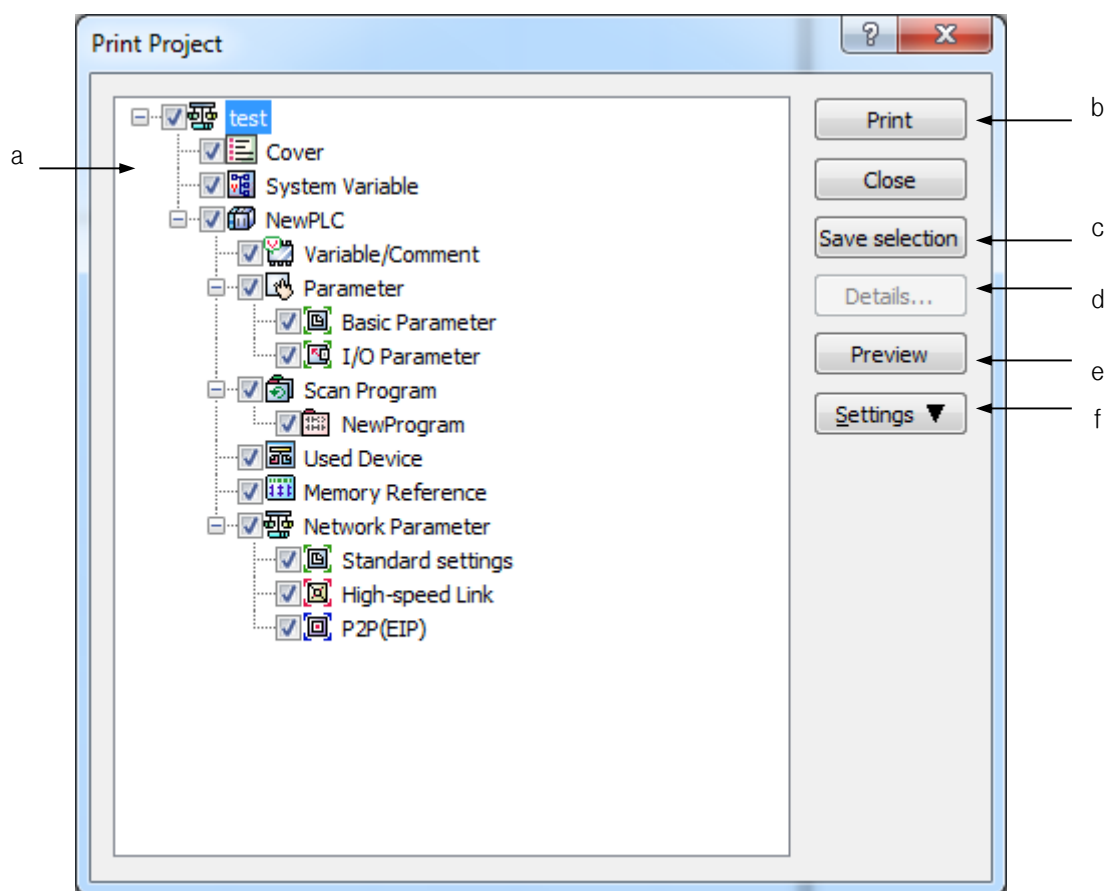 Print Project
a
test
Cover
System Variable
NewPLC
Variable/Comment
Parameter
Basic Parameter
I/O Parameter
Scan Program
NewProgram
Used Device
Memory Reference
Network Parameter
Standard settings
High-speed Link
P2P(EIP)
Print
b
Close
Save selection
c
Details...
d
Preview
e
Settings ▼
f